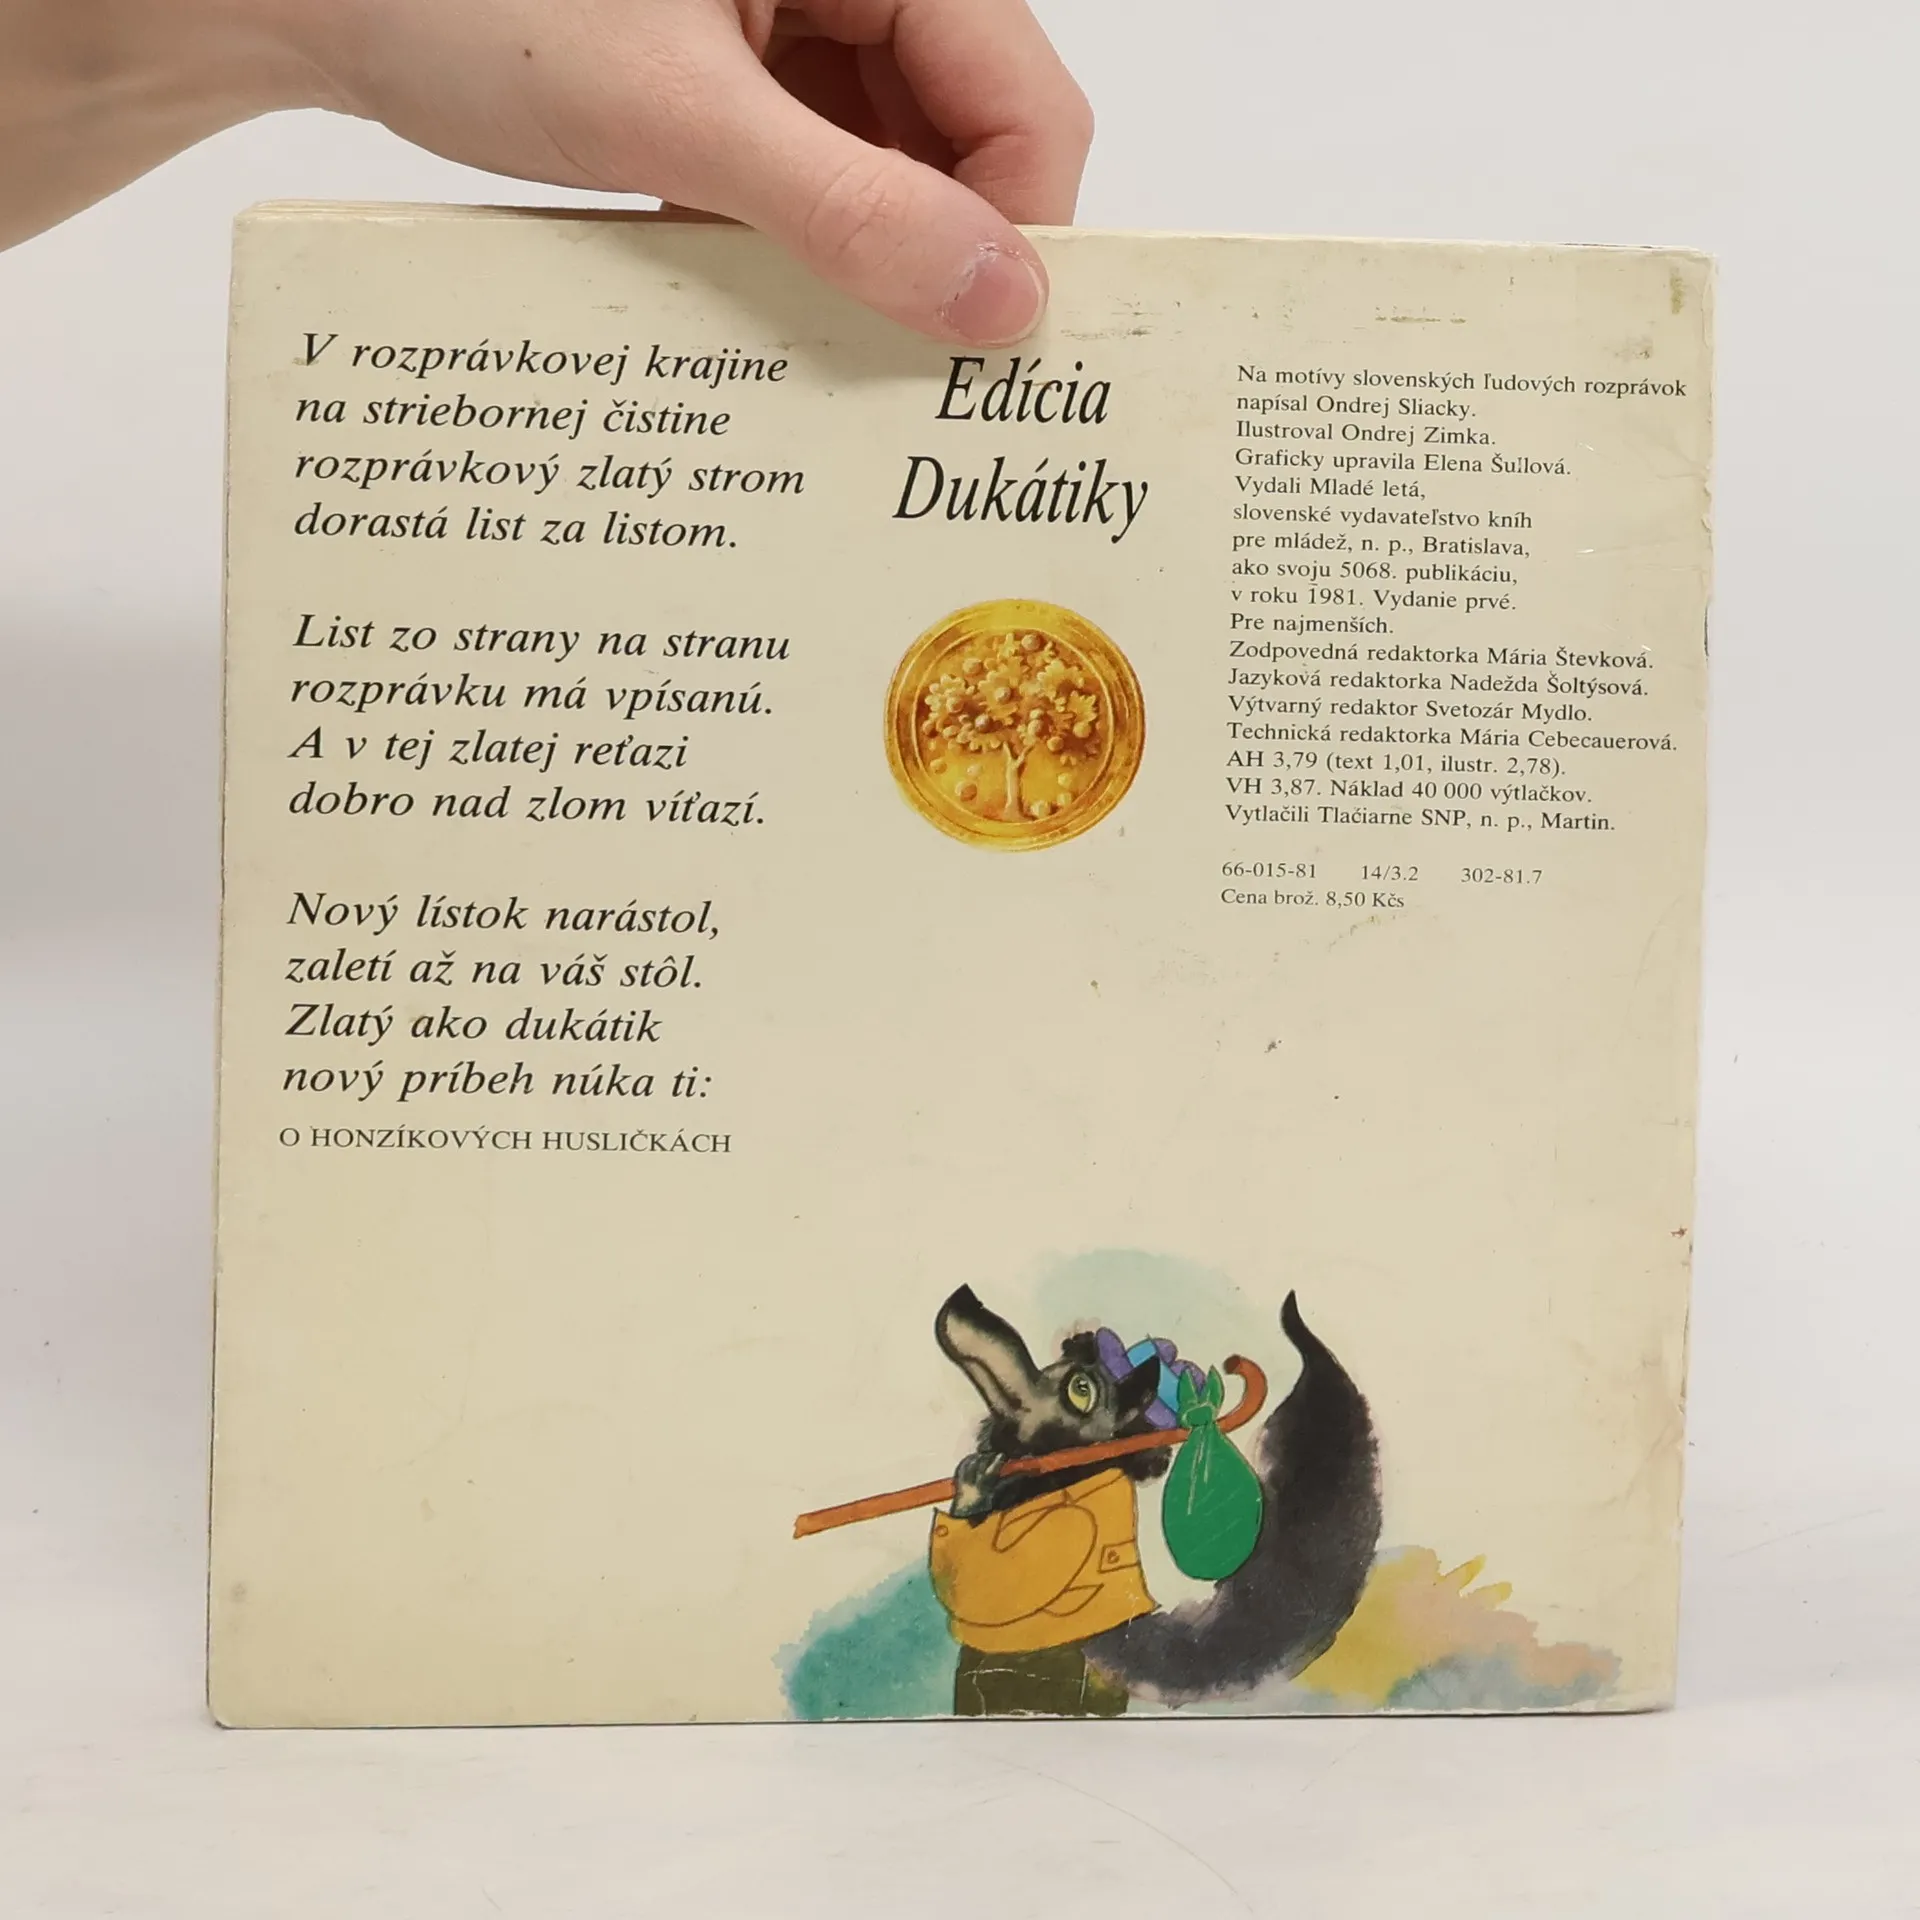 V rozprávkovej krajine
na striebornej čistine
rozprávkový zlatý strom
dorastá list za listom.
List zo strany na stranu
rozprávku má vpísanú.
A v tej zlatej reťazi
dobro nad zlom víťazí.
Nový lístok narástol,
zaletí až na váš stôl.
Zlatý ako dukátik
nový príbeh núka ti:
O HONZÍKOVÝCH HUSLIČKÁCH
Edícia
Dukátiky
Na motívy slovenských ľudových rozprávok
napísal Ondrej Sliacky.
Ilustroval Ondrej Zimka.
Graficky upravila Elena Šullová.
Vydali Mladé letá,
slovenské vydavateľstvo kníh
pre mládež, n. p., Bratislava,
ako svoju 5068. publikáciu,
v roku 1981. Vydanie prvé.
Pre najmenších.
Zodpovedná redaktorka Mária Števková.
Jazyková redaktorka Nadežda Šoltýsová.
Výtvarný redaktor Svetozár Mydlo.
Technická redaktorka Mária Cebecauerová.
AH 3,79 (text 1,01, ilustr. 2,78).
VH 3,87. Náklad 40 000 výtlačkov.
Vytlačili Tlačiarne SNP, n. p., Martin.
66-015-81 14/3.2 302-81.7
Cena brož. 8,50 Kčs